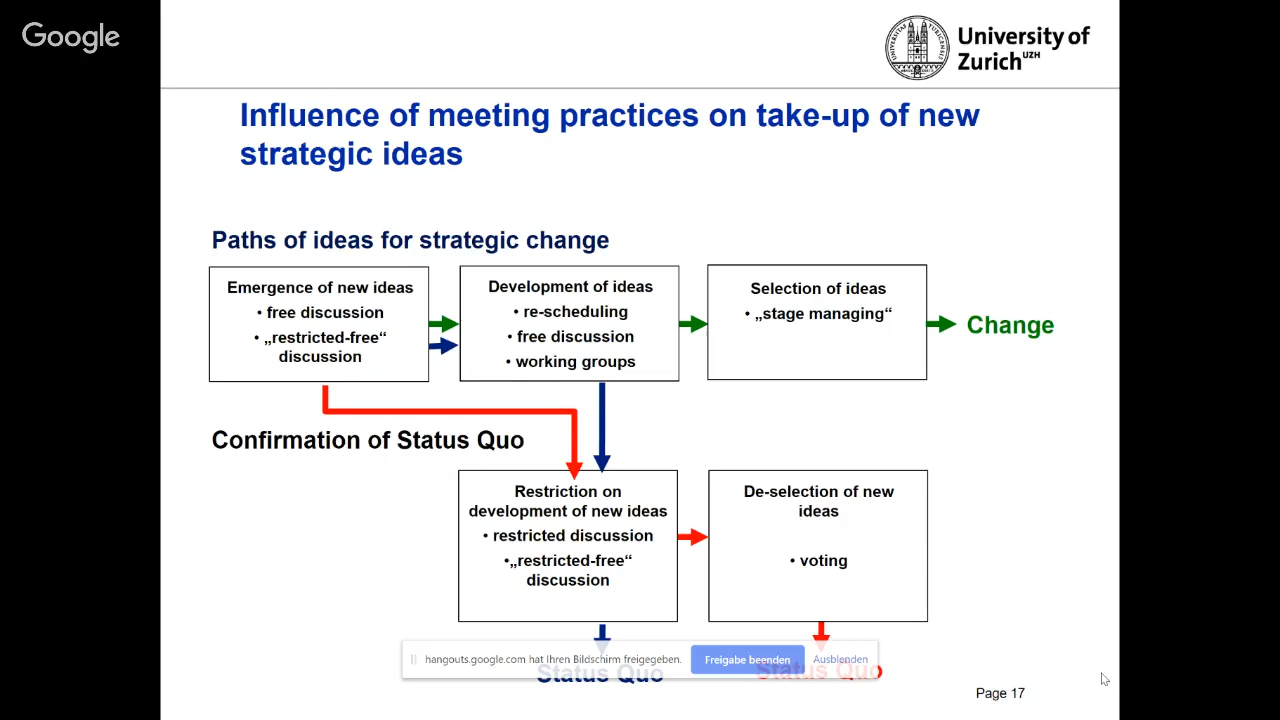 Google
University of
Zurich UZH
Influence of meeting practices on take-up of new
strategic ideas
Paths of ideas for strategic change
Emergence of new ideas
• free discussion
• „restricted-free“
discussion
Development of ideas
• re-scheduling
• free discussion
• working groups
Selection of ideas
• „stage managing“
Change
Confirmation of Status Quo
Restriction on
development of new ideas
• restricted discussion
•„restricted-free“
discussion
De-selection of new
ideas
• voting
hangouts.google.com hat Ihren Bildschirm freigegeben.
Freigabe beenden
Ausblenden
Status Quo
Status Quo
Page 17